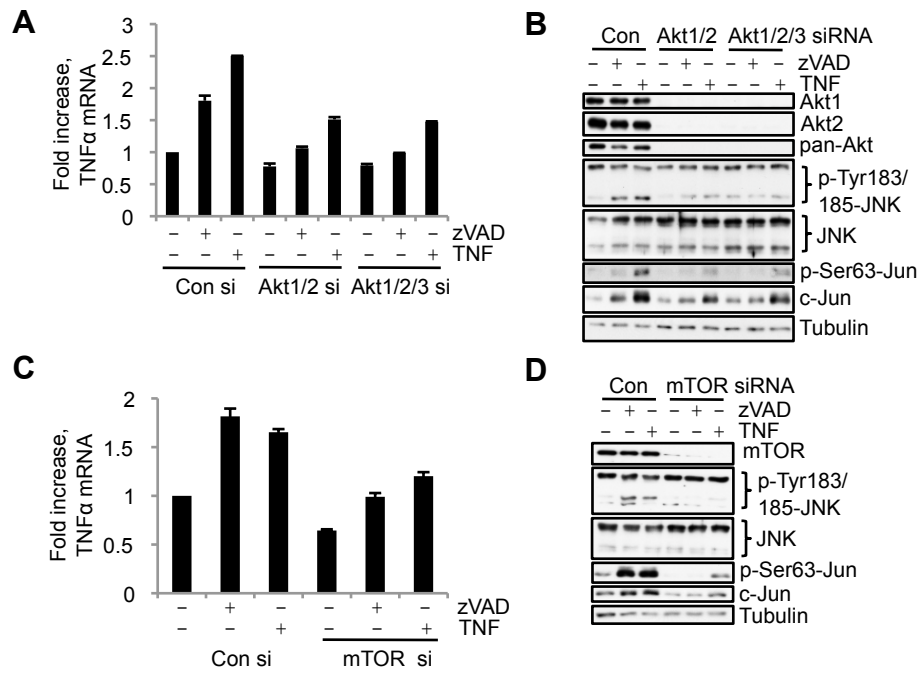 A
Fold increase,
TNFα mRNA
3
2.5
2
1.5
1
0.5
0
– + – – + – – + – zVAD
– – + – – + – – + TNF
Con si Akt1/2 si Akt1/2/3 si
B
Con Akt1/2 Akt1/2/3 siRNA
– + – – + – – + – zVAD
– – + – – + – – + TNF
Akt1
Akt2
pan-Akt
p-Tyr183/
185-JNK
JNK
p-Ser63-Jun
c-Jun
Tubulin
C
Fold increase,
TNFα mRNA
2
1.5
1
0.5
0
– + – – + – zVAD
– – + – – + TNF
Con si mTOR si
D
Con mTOR siRNA
– + – – + – zVAD
– – + – – + TNF
mTOR
p-Tyr183/
185-JNK
JNK
p-Ser63-Jun
c-Jun
Tubulin